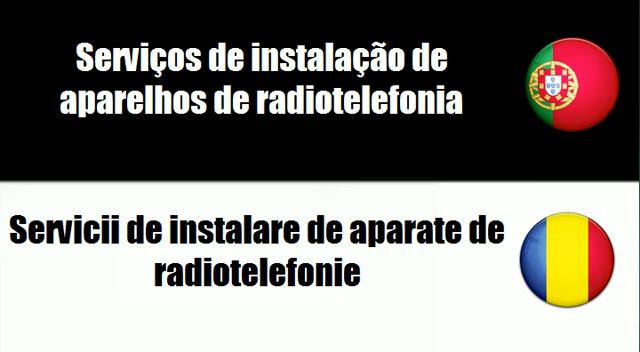 Serviços de instalação de
aparelhos de radiotelefonia
Servicii de instalare de aparate de
radiotelefonie